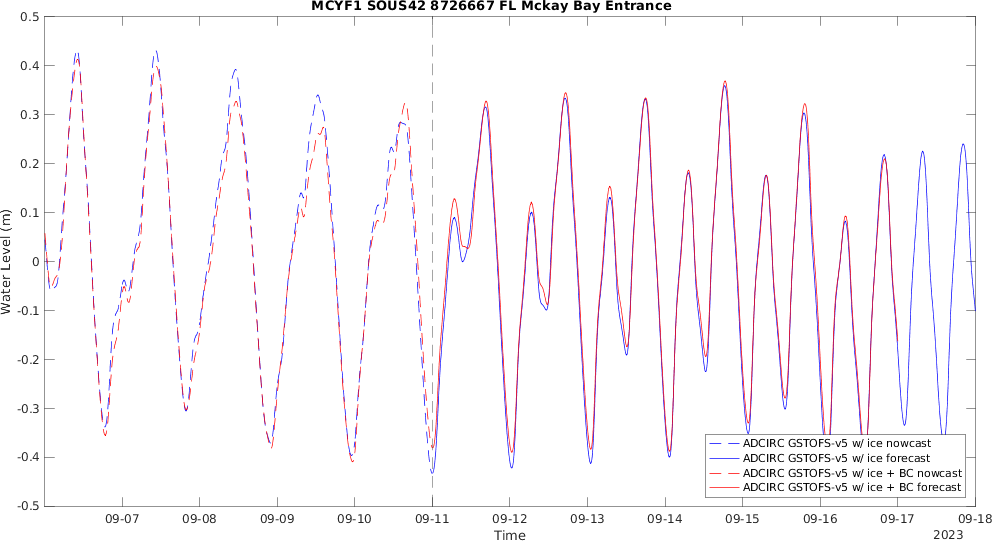 MCYF1 SOUS42 8726667 FL Mckay Bay Entrance
0.5
0.4
0.3
0.2
0.1
0
-0.1
-0.2
-0.3
-0.4
-0.5
Water Level (m)
ADCIRC GSTOFS-v5 w/ ice nowcast
ADCIRC GSTOFS-v5 w/ ice forecast
ADCIRC GSTOFS-v5 w/ ice + BC nowcast
ADCIRC GSTOFS-v5 w/ ice + BC forecast
09-07 09-08 09-09 09-10 09-11 09-12 09-13 09-14 09-15 09-16 09-17 09-18
Time
2023